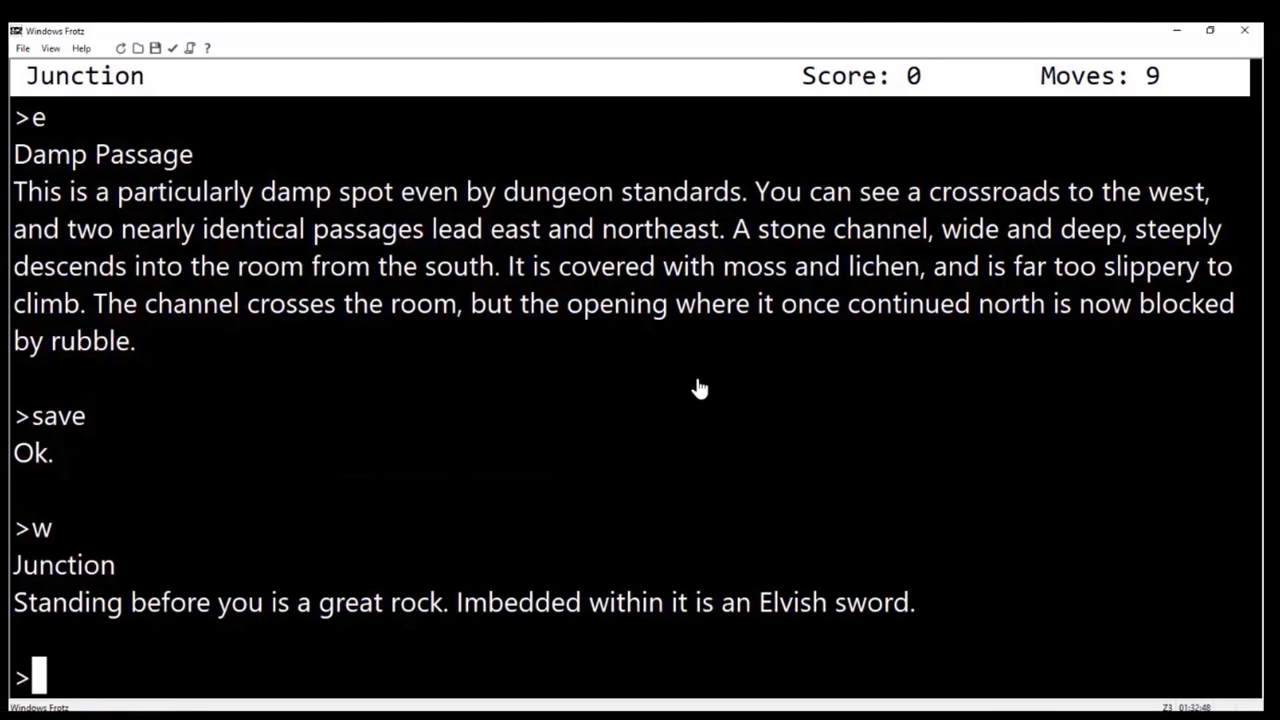 Windows Frotz
File View Help ?
Junction Score: 0 Moves: 9
>e
Damp Passage
This is a particularly damp spot even by dungeon standards. You can see a crossroads to the west,
and two nearly identical passages lead east and northeast. A stone channel, wide and deep, steeply
descends into the room from the south. It is covered with moss and lichen, and is far too slippery to
climb. The channel crosses the room, but the opening where it once continued north is now blocked
by rubble.
>save
Ok.
>w
Junction
Standing before you is a great rock. Imbedded within it is an Elvish sword.
>
Windows Frotz Z3 01:32:48